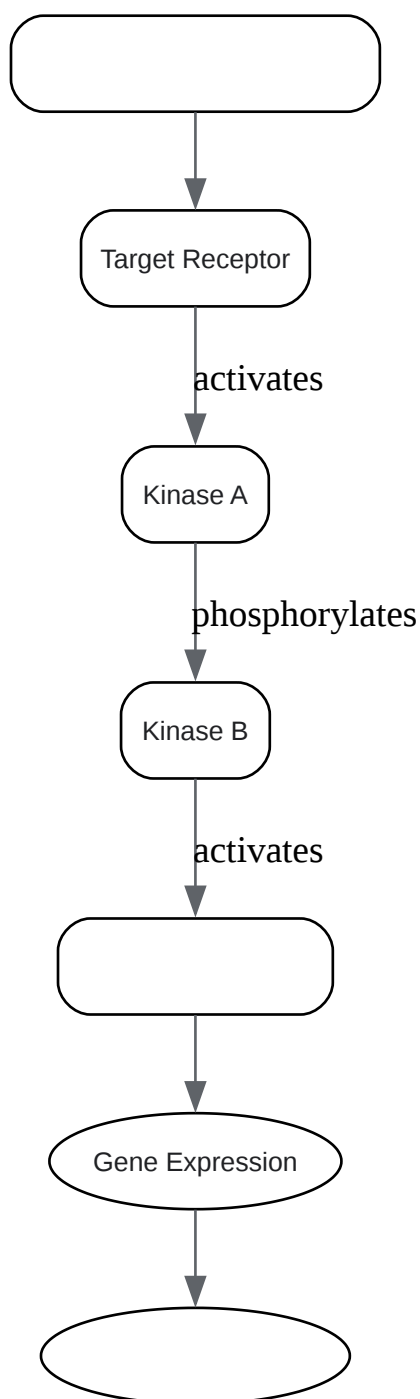 Target Receptor
activates
Kinase A
phosphorylates
Kinase B
activates
Gene Expression